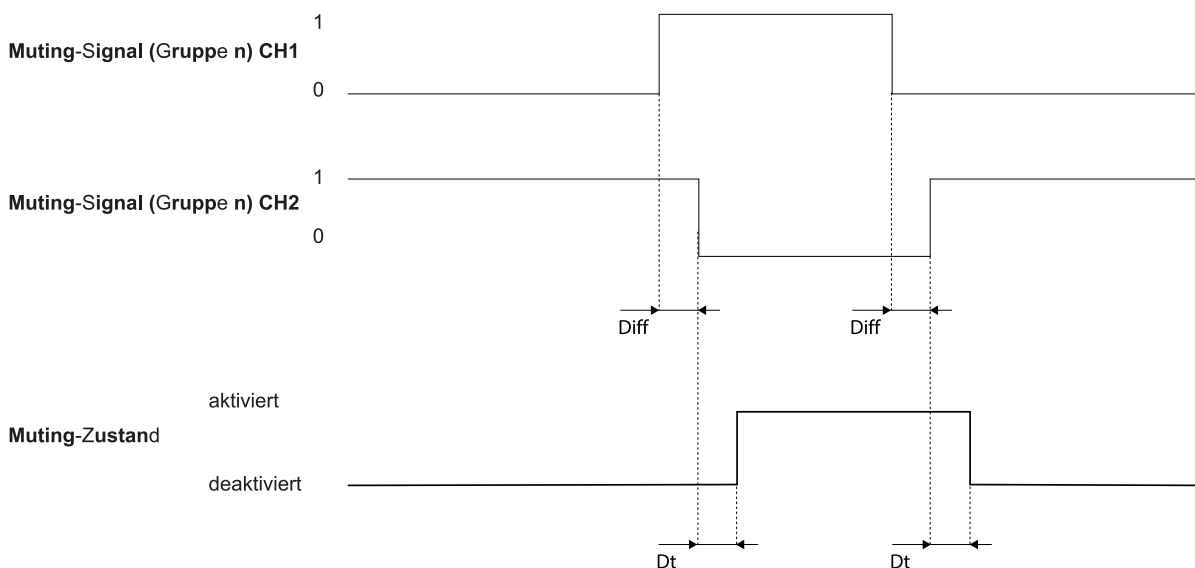 1
Muting-Signal (Gruppe n) CH1
0
1
Muting-Signal (Gruppe n) CH2
0
Diff
Diff
aktiviert
Muting-Zustand
deaktiviert
Dt
Dt